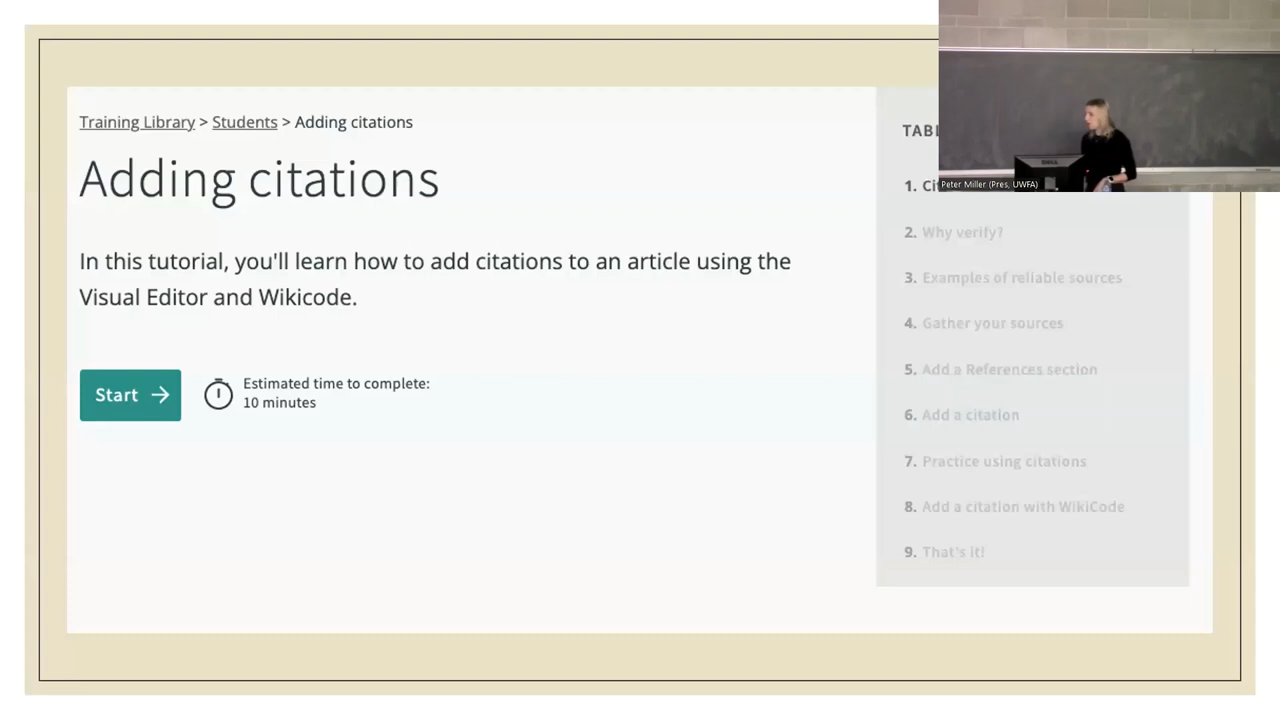 Training Library > Students > Adding citations
Adding citations
In this tutorial, you'll learn how to add citations to an article using the
Visual Editor and Wikicode.
Start →
Estimated time to complete:
10 minutes
1.
2. Why verify?
3. Examples of reliable sources
4. Gather your sources
5. Add a References section
6. Add a citation
7. Practice using citations
8. Add a citation with WikiCode
9. That's it!
DELL
Peter Miller (Pres, UWFA)